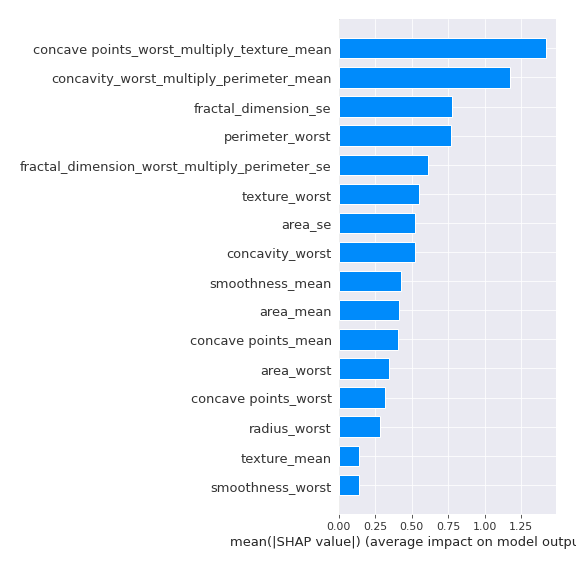 concave points_worst_multiply_texture_mean
concavity_worst_multiply_perimeter_mean
fractal_dimension_se
perimeter_worst
fractal_dimension_worst_multiply_perimeter_se
texture_worst
area_se
concavity_worst
smoothness_mean
area_mean
concave points_mean
area_worst
concave points_worst
radius_worst
texture_mean
smoothness_worst
0.00 0.25 0.50 0.75 1.00 1.25
mean(|SHAP value|) (average impact on model outpu